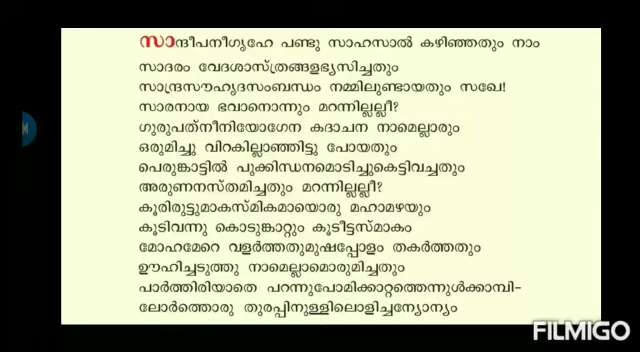 സാന്ദീപനീഗൃഹേ പണ്ടു സാഹസാൽ കഴിഞ്ഞതും നാം
സാദരം വേദശാസ്ത്രങ്ങളഭ്യസിച്ചതും
സാന്ദ്രസൗഹൃദസംബന്ധം നമ്മിലുണ്ടായതും സഖേ!
സാരനായ ഭവാനൊന്നും മറന്നില്ലല്ലീ?
ഗുരുപത്നീനിയോഗേന കദാചന നാമെല്ലാരും
ഒരുമിച്ചു വിറകില്ലാഞ്ഞിട്ടു പോയതും
പെരുങ്കാട്ടിൽ പുക്കിന്ധനമൊടിച്ചുകെട്ടിവച്ചതും
അരുണനസ്തമിച്ചതും മറന്നില്ലല്ലീ?
കൂരിരുട്ടുമാകസ്മികമായൊരു മഹാമഴയും
കൂടിവന്നു കൊടുങ്കാറ്റും കൂടീട്ടസ്മാകം
മോഹമേറെ വളർത്തതുമുഷപ്പോളം തകർത്തതും
ഊഹിച്ചടുത്തു നാമെല്ലാമൊരുമിച്ചതും
പാർത്തിരിയാതെ പറന്നുപോമിക്കാറ്റത്തെന്നുൾക്കാമ്പി-
ലോർത്തൊരു തുരപ്പിനുള്ളിലൊളിച്ചന്യോന്യം
FILMIGO